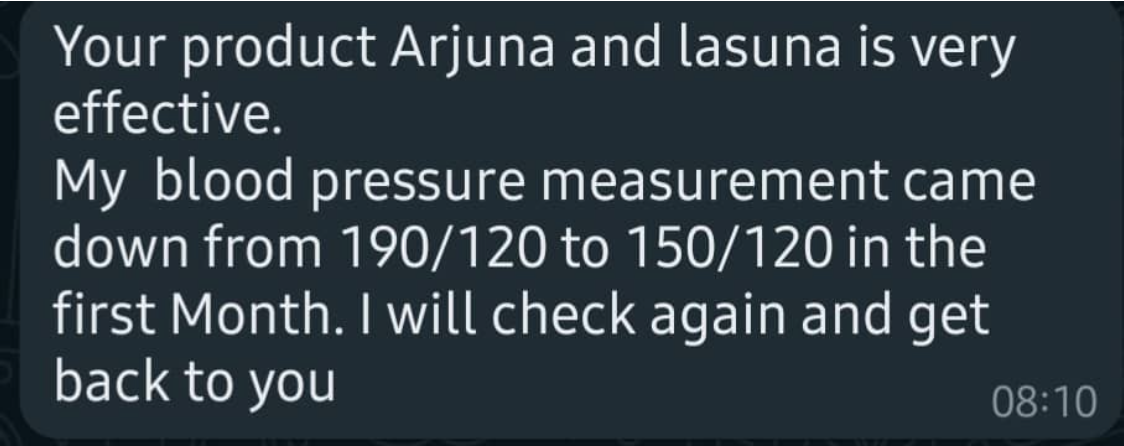 Your product Arjuna and lasuna is very
effective.
My  blood pressure measurement came
down from 190/120 to 150/120 in the
first Month. I will check again and get
back to you
08:10